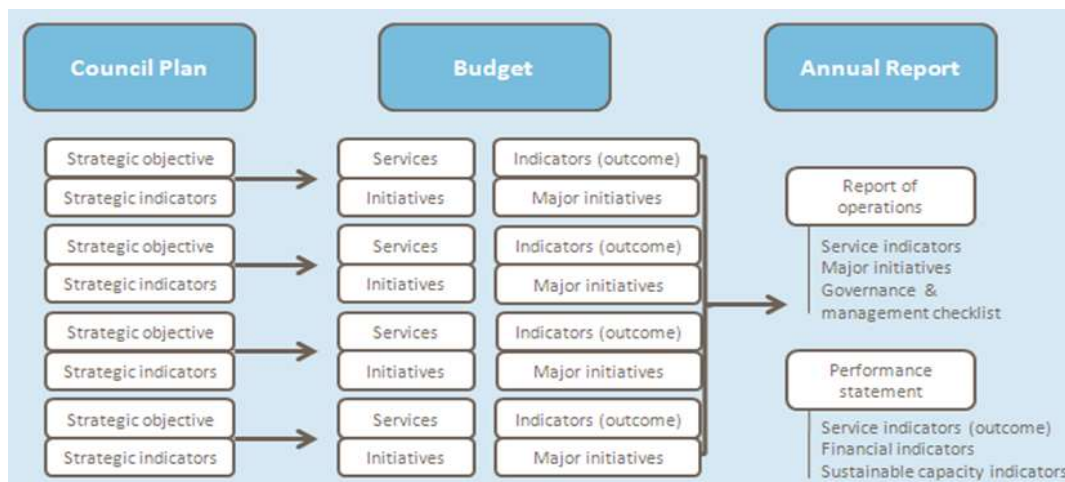 Council Plan
Budget
Annual Report
Strategic objective
Strategic indicators
Services
Initiatives
Indicators (outcome)
Major initiatives
Strategic objective
Strategic indicators
Services
Initiatives
Indicators (outcome)
Major initiatives
Strategic objective
Strategic indicators
Services
Initiatives
Indicators (outcome)
Major initiatives
Strategic objective
Strategic indicators
Services
Initiatives
Indicators (outcome)
Major initiatives
Report of
operations
Service indicators
Major initiatives
Governance &
management checklist
Performance
statement
Service indicators (outcome)
Financial indicators
Sustainable capacity indicators